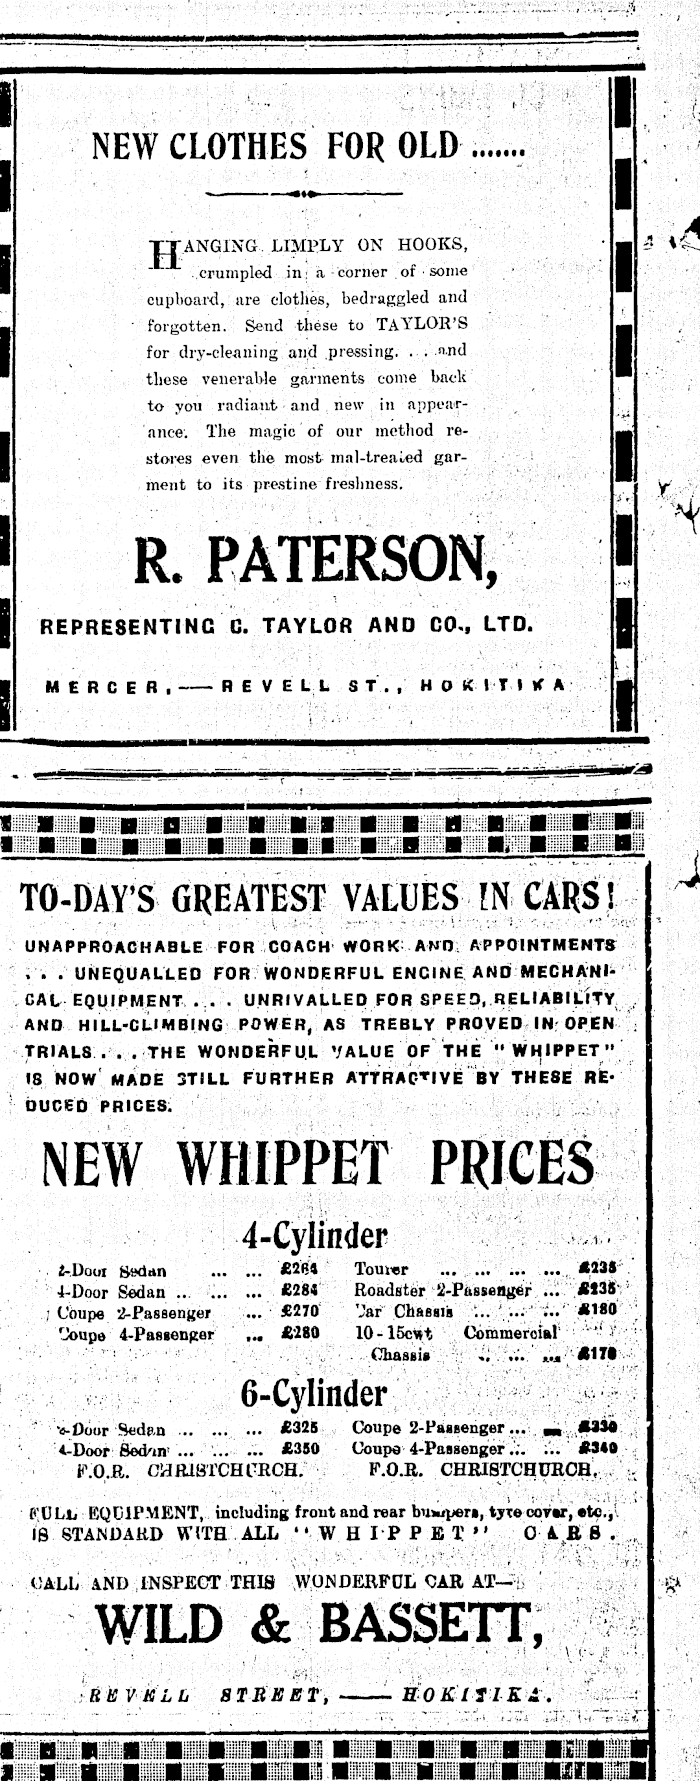 NEW CLOTHES FOR OLD .......
HANGING LIMPLY ON HOOKS,
crumpled in a corner of some
cupboard, are clothes, bedraggled and
forgotten. Send these to TAYLOR'S
for dry-cleaning and pressing. . . . and
these venerable garments come back
to you radiant and new in appear-
ance. The magic of our method re-
stores even the most mal-treated gar-
ment to its prestine freshness.
R. PATERSON,
REPRESENTING C. TAYLOR AND CO., LTD.
MERCER,—REVELL ST., HOKITIKA
TO-DAY'S GREATEST VALUES IN CARS!
UNAPPROACHABLE FOR COACH WORK AND APPOINTMENTS
. . . UNEQUALLED FOR WONDERFUL ENGINE AND MECHANI-
CAL EQUIPMENT . . . UNRIVALLED FOR SPEED, RELIABILITY
AND HILL-CLIMBING POWER, AS TREBLY PROVED IN OPEN
TRIALS . . . THE WONDERFUL VALUE OF THE "WHIPPET"
IS NOW MADE STILL FURTHER ATTRACTIVE BY THESE RE-
DUCED PRICES.
NEW WHIPPET PRICES
4-Cylinder
2-Door Sedan ... ... £264 Tourer ... ... ... ... £235
4-Door Sedan ... ... ... £284 Roadster 2-Passenger ... £235
Coupe 2-Passenger ... £270 Car Chassis ... ... ... £180
Coupe 4-Passenger ... £280 10-15cwt Commercial
Chassis ... ... ... £170
6-Cylinder
-Door Sedan ... ... ... £325 Coupe 2-Passenger ... £330
4-Door Sedan ... ... ... £350 Coupe 4-Passenger ... ... £340
F.O.R. CHRISTCHURCH. F.O.R. CHRISTCHURCH.
FULL EQUIPMENT, including front and rear bumpers, tyre cover, etc.,
IS STANDARD WITH ALL "WHIPPET" CARS.
CALL AND INSPECT THIS WONDERFUL CAR AT—
WILD & BASSETT,
REVELL STREET, — HOKITIKA.